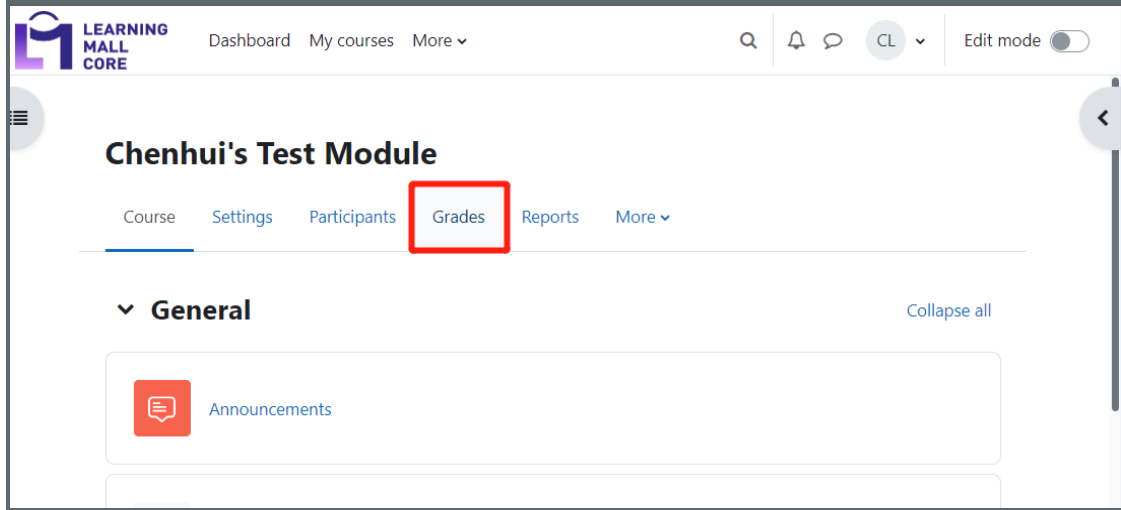 LEARNING
MALL
CORE
Dashboard My courses More CL Edit mode
Chenhui's Test Module
Course Settings Participants Grades Reports More
General Collapse all
Announcements